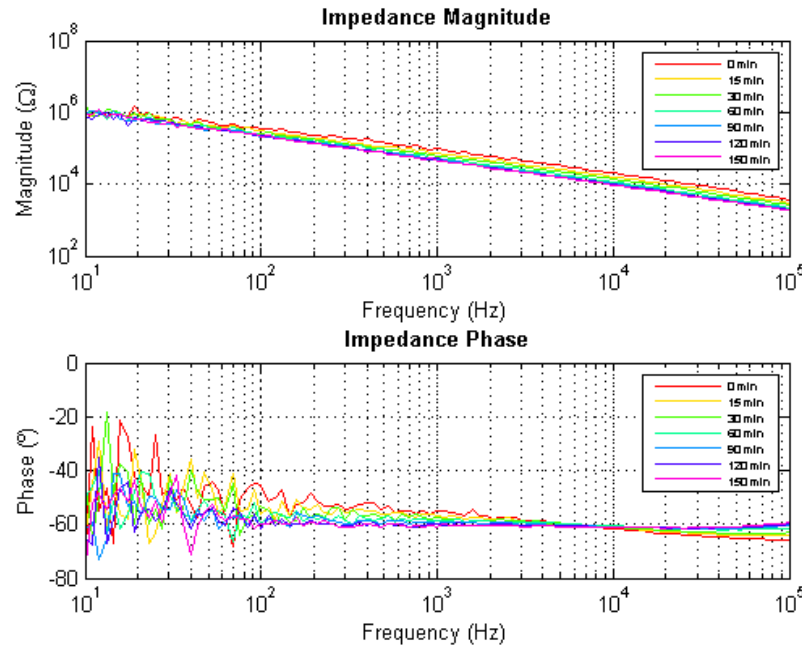 Impedance Magnitude
10^8
10^6
10^4
10^2
Magnitude (Ω)
0 min
15 min
30 min
60 min
90 min
120 min
150 min
10^1 10^2 10^3 10^4 10^5
Frequency (Hz)
Impedance Phase
0
-20
-40
-60
-80
Phase (º)
0 min
15 min
30 min
60 min
90 min
120 min
150 min
10^1 10^2 10^3 10^4 10^5
Frequency (Hz)